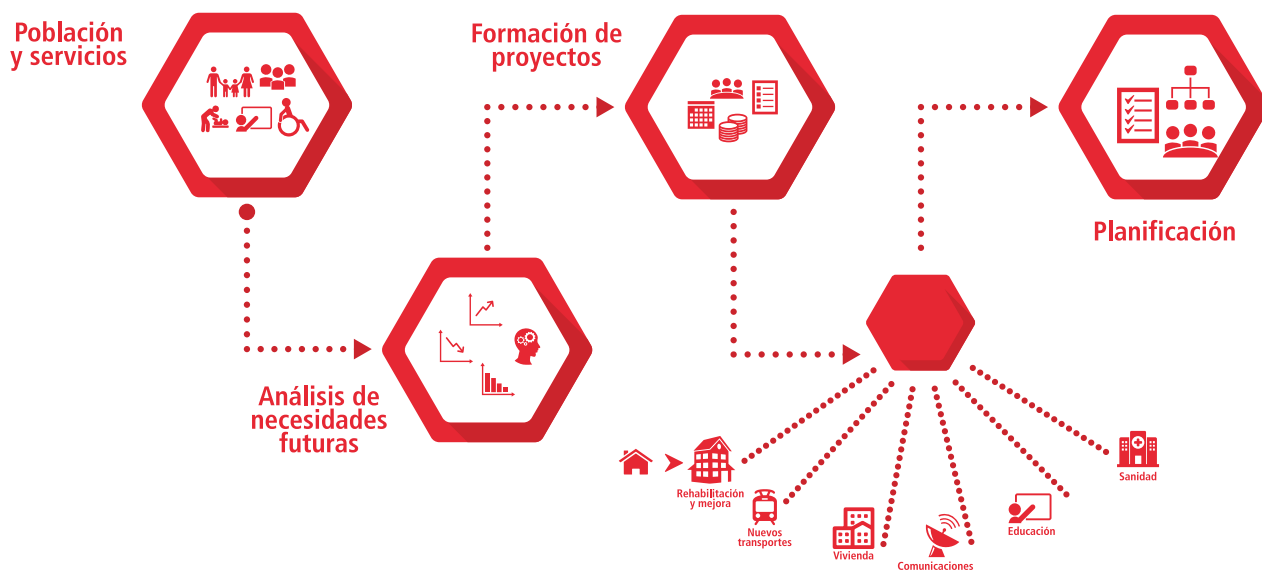 Población
y servicios
Formación de
proyectos
Planificación
Análisis de
necesidades
futuras
Rehabilitación
y mejora
Nuevos
transportes
Vivienda
Comunicaciones
Educación
Sanidad